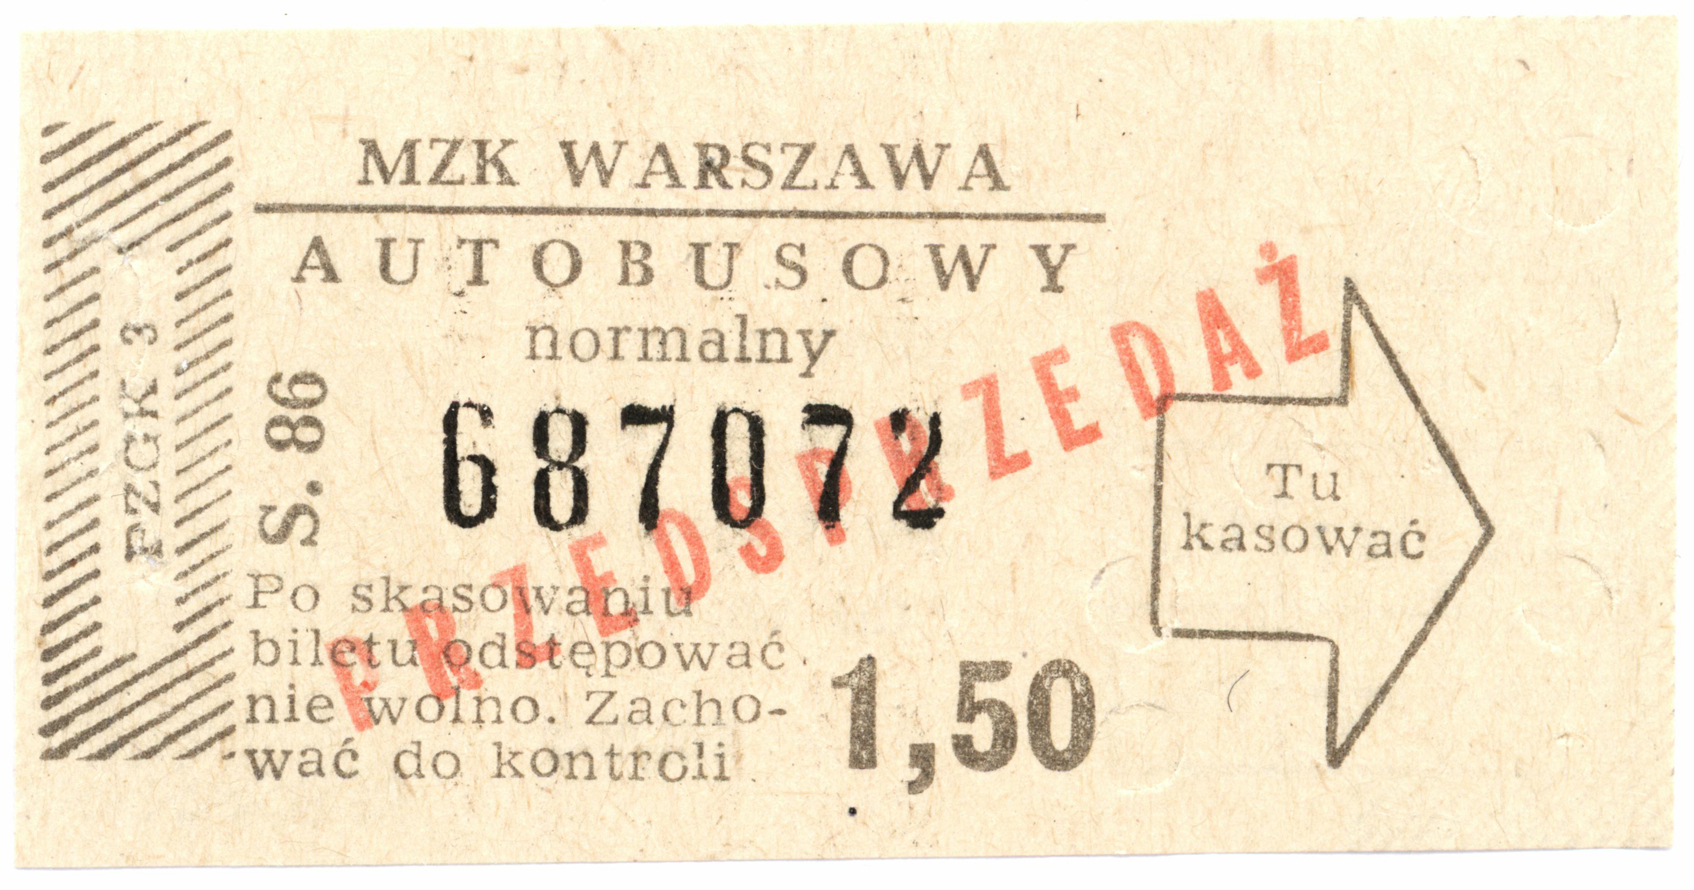 MZK WARSZAWA
AUTOBUSOWY
normalny
PZGK 3
S. 86
687072
PRZEDSPRZEDAŻ
Tu
kasować
Po skasowaniu
biletu odstępować
nie wolno. Zacho-
wać do kontroli
1,50